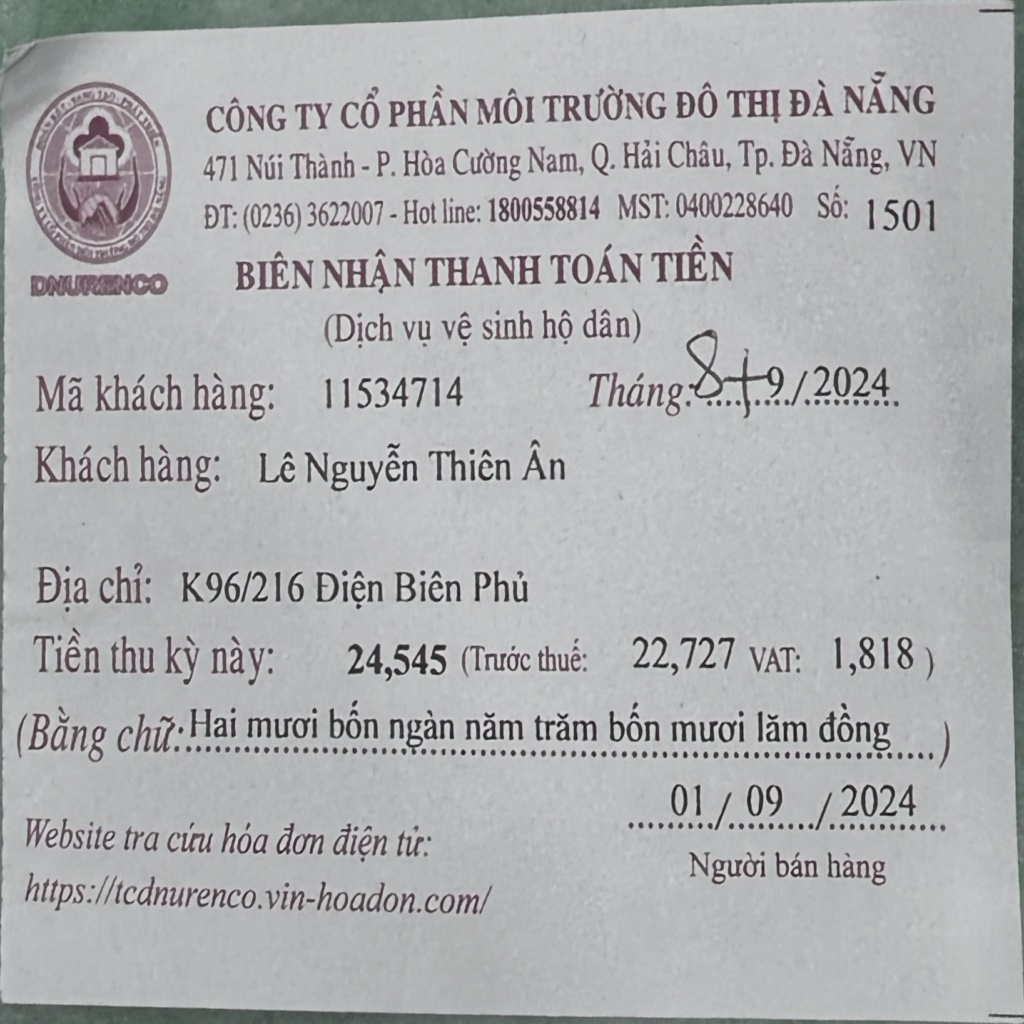 CÔNG TY CỔ PHẦN MÔI TRƯỜNG ĐÔ THỊ ĐÀ NẴNG
471 Núi Thành - P. Hòa Cường Nam, Q. Hải Châu, Tp. Đà Nẵng, VN
ĐT: (0236) 3622007 - Hot line: 1800558814 MST: 0400228640 Số: 1501
DNURENCO
BIÊN NHẬN THANH TOÁN TIỀN
(Dịch vụ vệ sinh hộ dân)
Mã khách hàng: 11534714 Tháng: 8+9/2024
Khách hàng: Lê Nguyễn Thiên Ân
Địa chỉ: K96/216 Điện Biên Phủ
Tiền thu kỳ này: 24,545 (Trước thuế: 22,727 VAT: 1,818 )
(Bằng chữ: Hai mươi bốn ngàn năm trăm bốn mươi lăm đồng )
01 / 09 / 2024
Người bán hàng
Website tra cứu hóa đơn điện tử:
https://tcdnurenco.vin-hoadon.com/